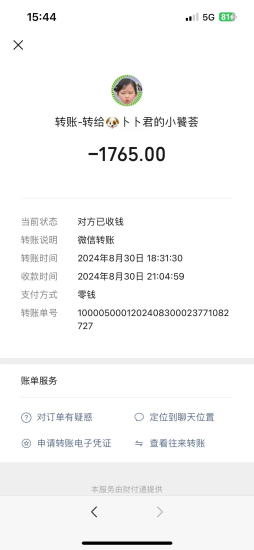 15:44
5G
81
转账-转给🐶卜卜君的小饕荟
-1765.00
当前状态 对方已收钱
转账说明 微信转账
转账时间 2024年8月30日 18:31:30
收款时间 2024年8月30日 21:04:59
支付方式 零钱
转账单号 1000050001202408300023771082
727
账单服务
对订单有疑惑 定位到聊天位置
申请转账电子凭证 查看往来转账
本服务由财付通提供